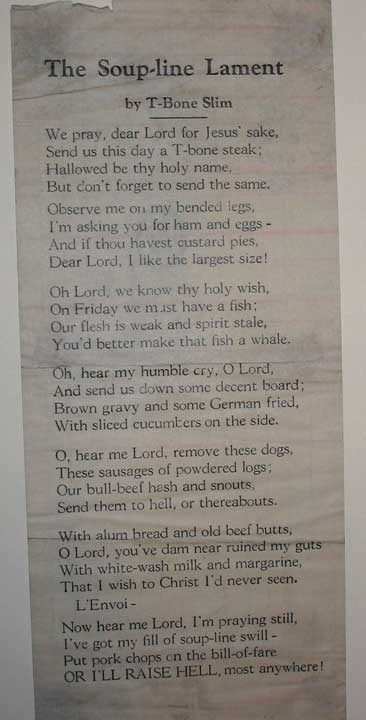 The Soup-line Lament
by T-Bone Slim
We pray, dear Lord for Jesus' sake,
Send us this day a T-bone steak;
Hallowed be thy holy name,
But don't forget to send the same.
Observe me on my bended legs,
I'm asking you for ham and eggs -
And if thou havest custard pies,
Dear Lord, I like the largest size!
Oh Lord, we know thy holy wish,
On Friday we must have a fish;
Our flesh is weak and spirit stale,
You'd better make that fish a whale.
Oh, hear my humble cry, O Lord,
And send us down some decent board;
Brown gravy and some German fried,
With sliced cucumbers on the side.
O, hear me Lord, remove these dogs,
These sausages of powdered logs;
Our bull-beef hash and snouts,
Send them to hell, or thereabouts.
With alum bread and old beef butts,
O Lord, you've dam near ruined my guts
With white-wash milk and margarine,
That I wish to Christ I'd never seen.
L'Envoi -
Now hear me Lord, I'm praying still,
I've got my fill of soup-line swill -
Put pork chops on the bill-of-fare
OR I'LL RAISE HELL, most anywhere!